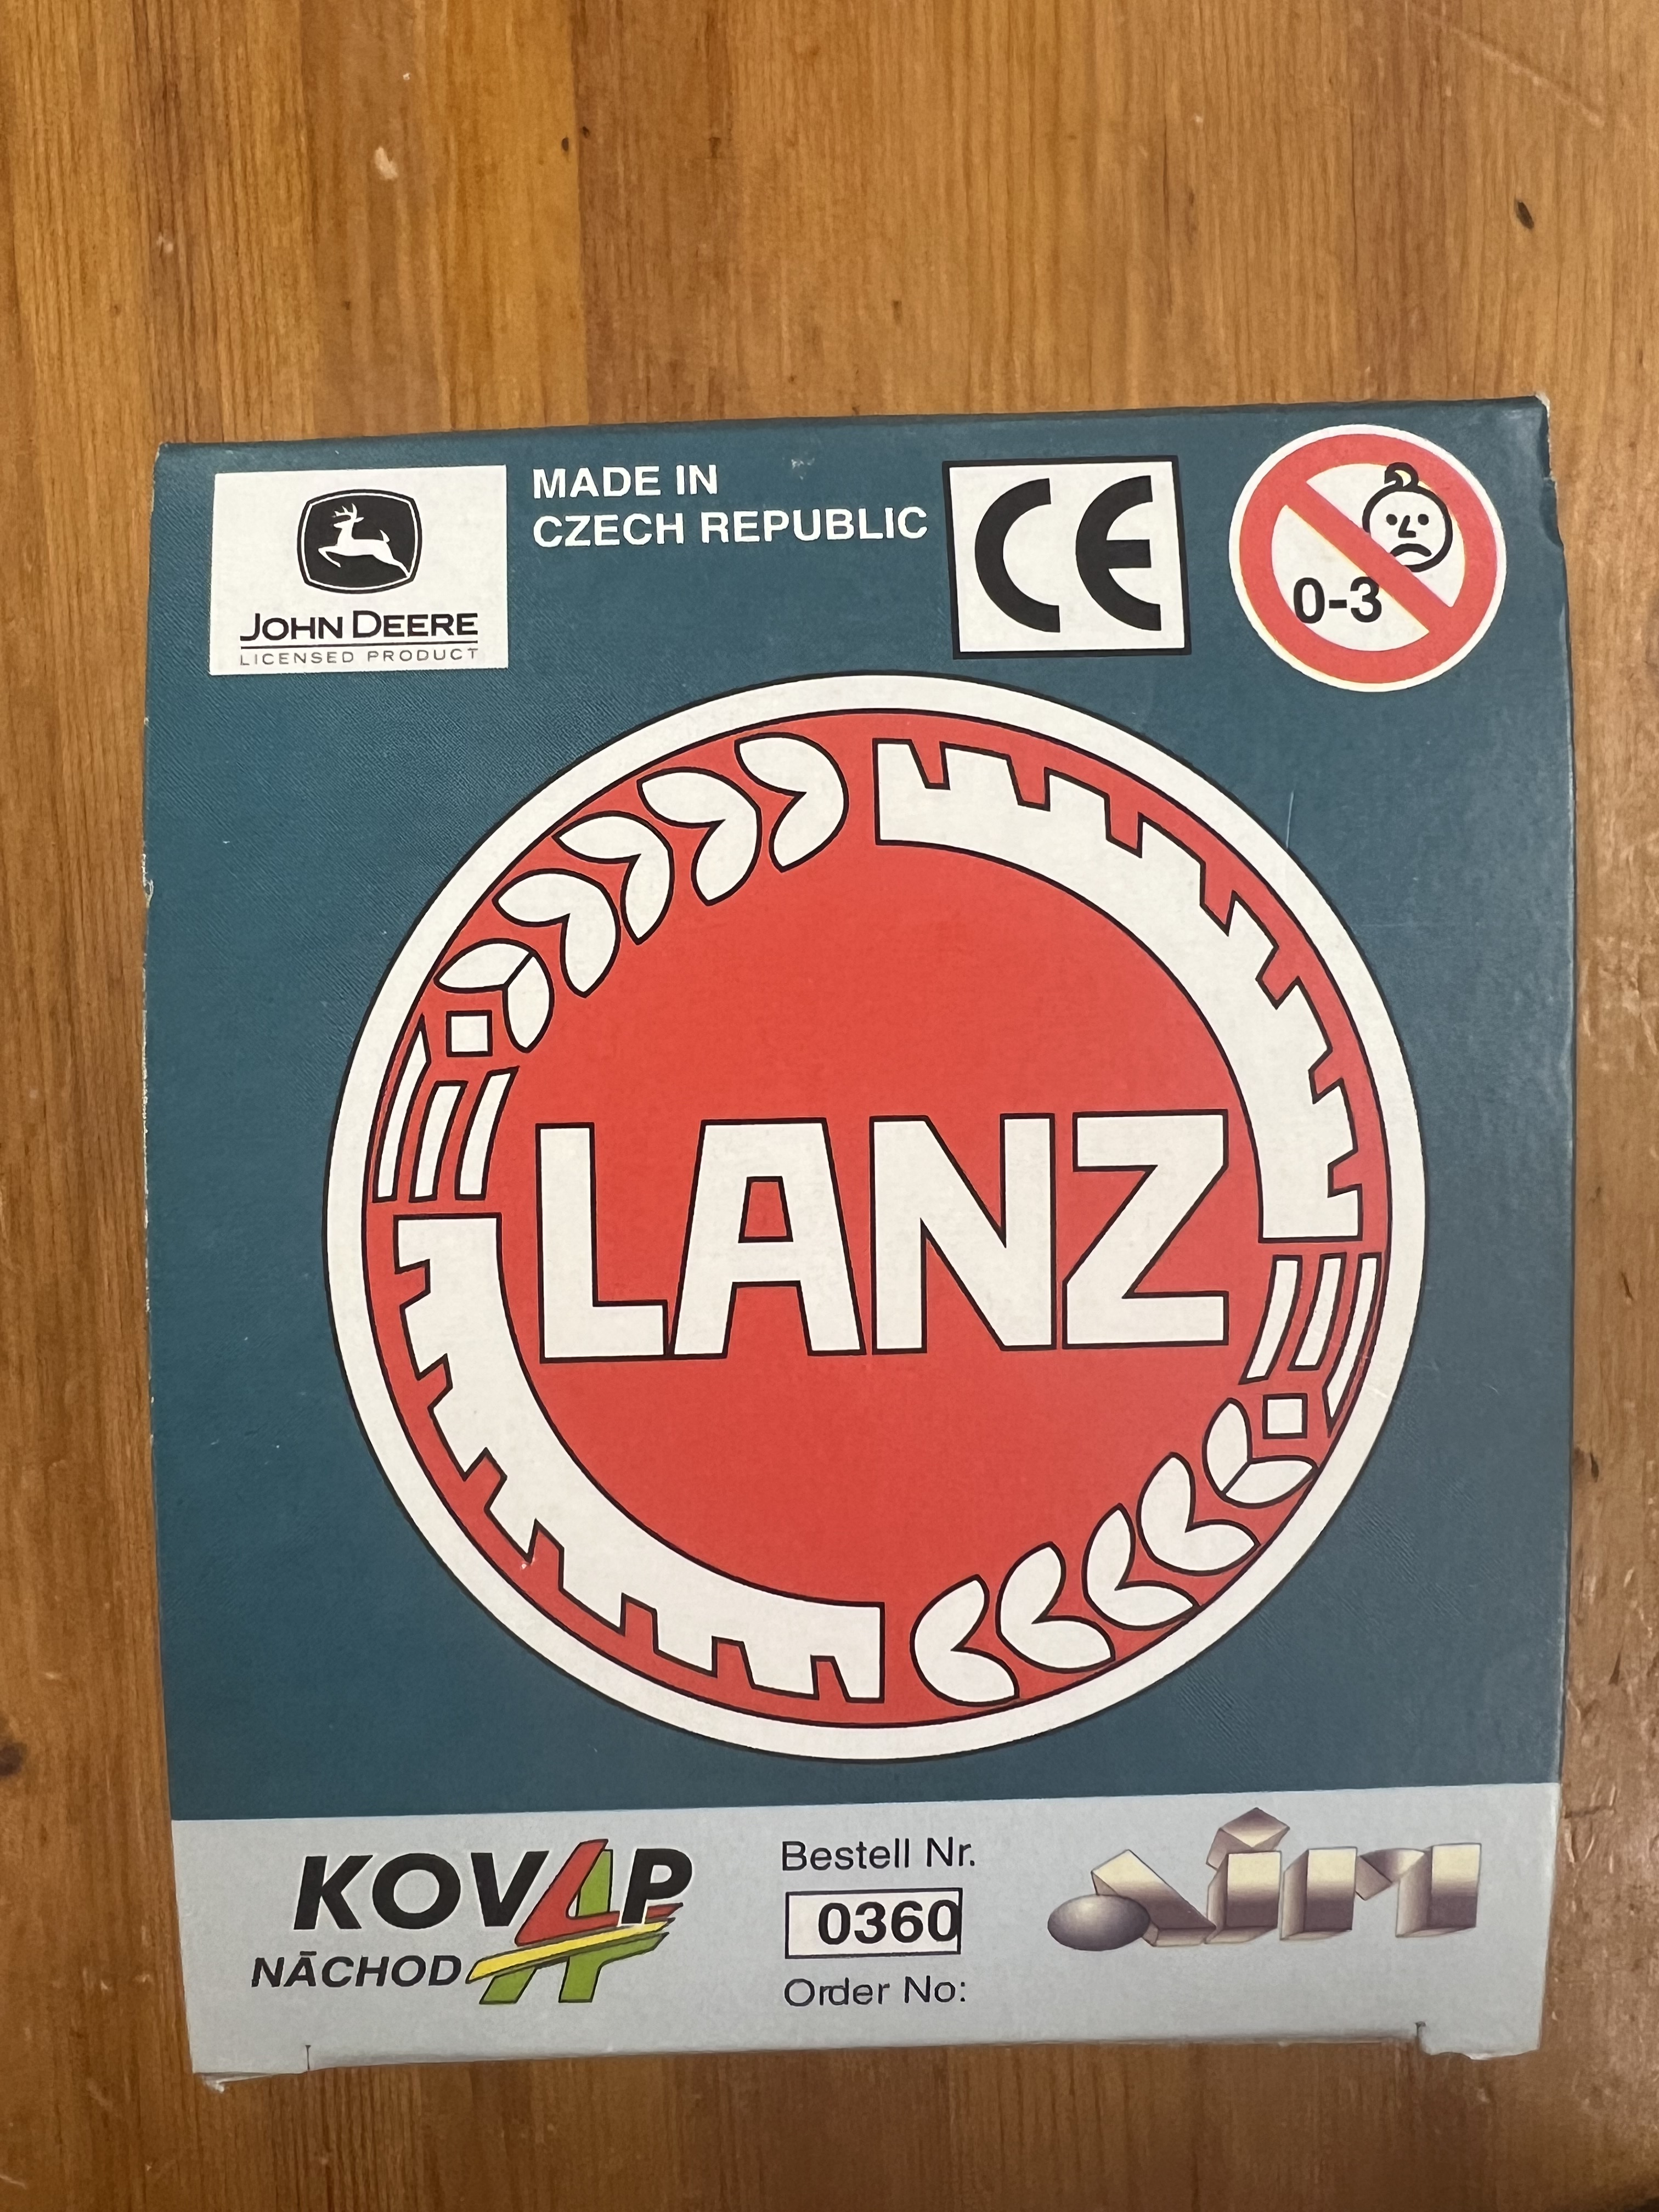 MADE IN
CZECH REPUBLIC
CE
0-3
JOHN DEERE
LICENSED PRODUCT
LANZ
KOVAP
NÁCHOD
Bestell Nr.
0360
Order No: